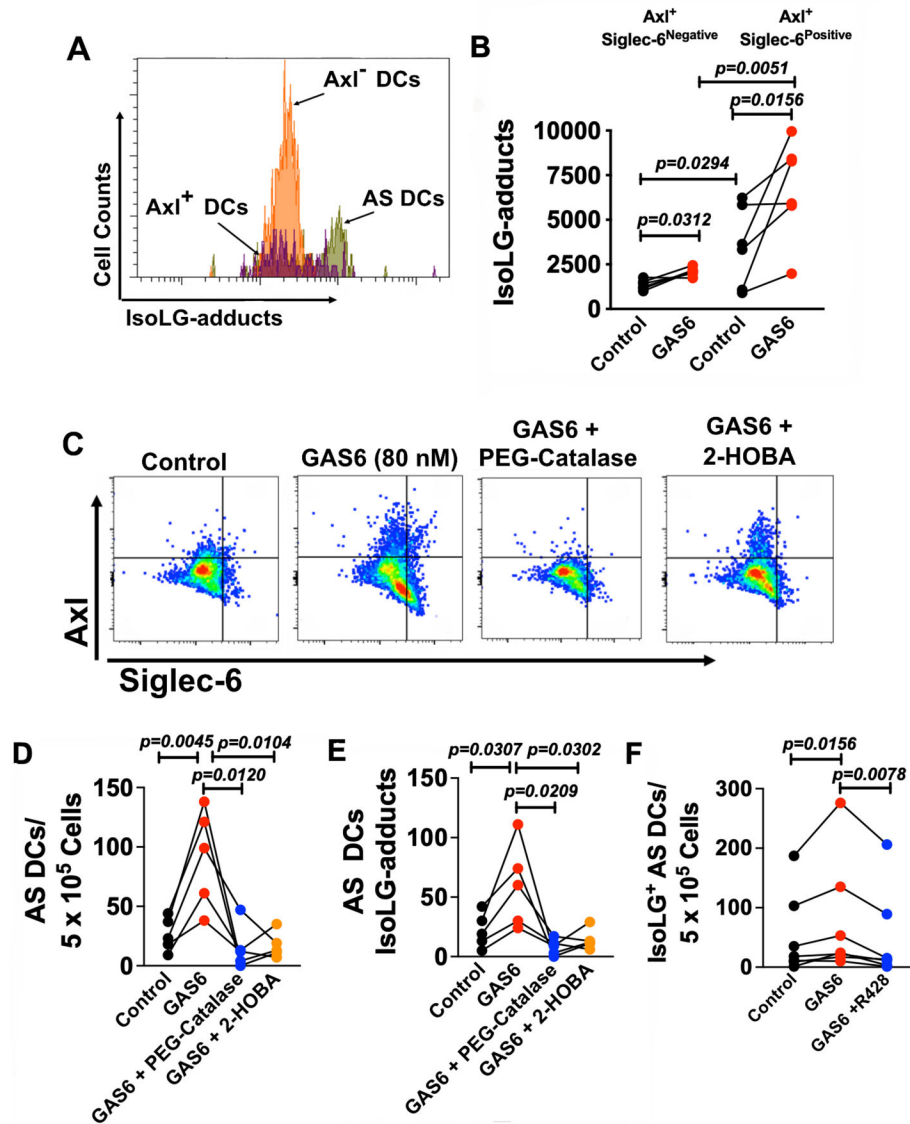 A
Cell Counts
Axl⁻ DCs
Axl⁺ DCs
AS DCs
IsoLG-adducts
B
Axl⁺
Siglec-6ᴺᵉᵍᵃᵗⁱᵛᵉ
Axl⁺
Siglec-6ᴾᵒˢⁱᵗⁱᵛᵉ
p=0.0051
p=0.0156
p=0.0294
p=0.0312
IsoLG-adducts
10000
7500
5000
2500
0
Control
GAS6
Control
GAS6
C
Control
GAS6 (80 nM)
GAS6 +
PEG-Catalase
GAS6 +
2-HOBA
Axl
Siglec-6
D
p=0.0045
p=0.0104
p=0.0120
AS DCs/
5 x 10⁵ Cells
150
100
50
0
Control
GAS6
GAS6 + PEG-Catalase
GAS6 + 2-HOBA
E
p=0.0307
p=0.0302
p=0.0209
AS DCs
IsoLG-adducts
150
100
50
0
Control
GAS6
GAS6 + PEG-Catalase
GAS6 + 2-HOBA
F
p=0.0156
p=0.0078
IsoLG⁺ AS DCs/
5 x 10⁵ Cells
300
200
100
0
Control
GAS6
GAS6 +R428